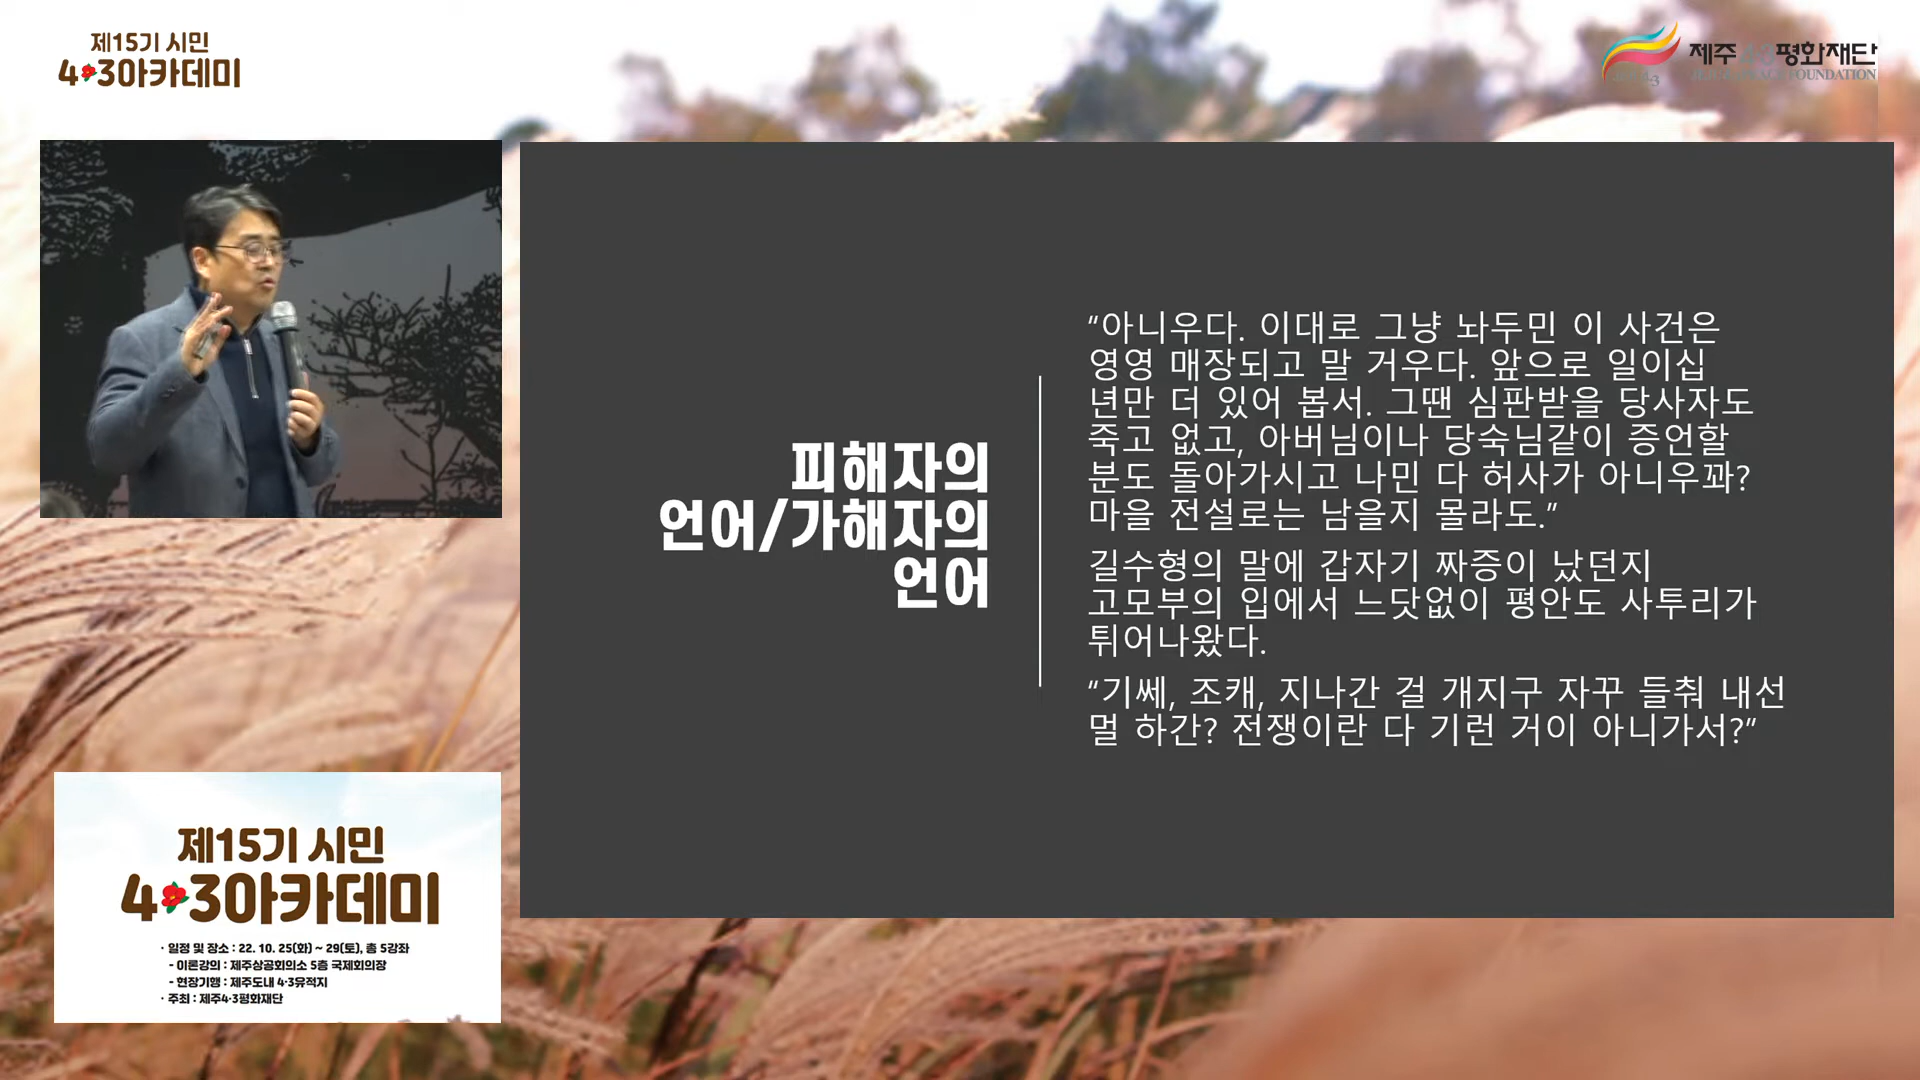 제15기 시민
4·3아카데미
제주4·3평화재단
JEJU 4·3 PEACE FOUNDATION
피해자의
언어/가해자의
언어
“아니우다. 이대로 그냥 놔두민 이 사건은
영영 매장되고 말 거우다. 앞으로 일이십
년만 더 있어 봅서. 그땐 심판받을 당사자도
죽고 없고, 아버님이나 당숙님같이 증언할
분도 돌아가시고 나민 다 허사가 아니우꽈?
마을 전설로는 남을지 몰라도.”
길수형의 말에 갑자기 짜증이 났던지
고모부의 입에서 느닷없이 평안도 사투리가
튀어나왔다.
“기쎄, 조캐, 지나간 걸 개지구 자꾸 들춰 내선
멀 하간? 전쟁이란 다 기런 거이 아니가서?”
제15기 시민
4·3아카데미
· 일정 및 장소 : 22. 10. 25(화) ~ 29(토), 총 5강좌
- 이론강의 : 제주상공회의소 5층 국제회의장
- 현장기행 : 제주도내 4·3유적지
· 주최 : 제주4·3평화재단